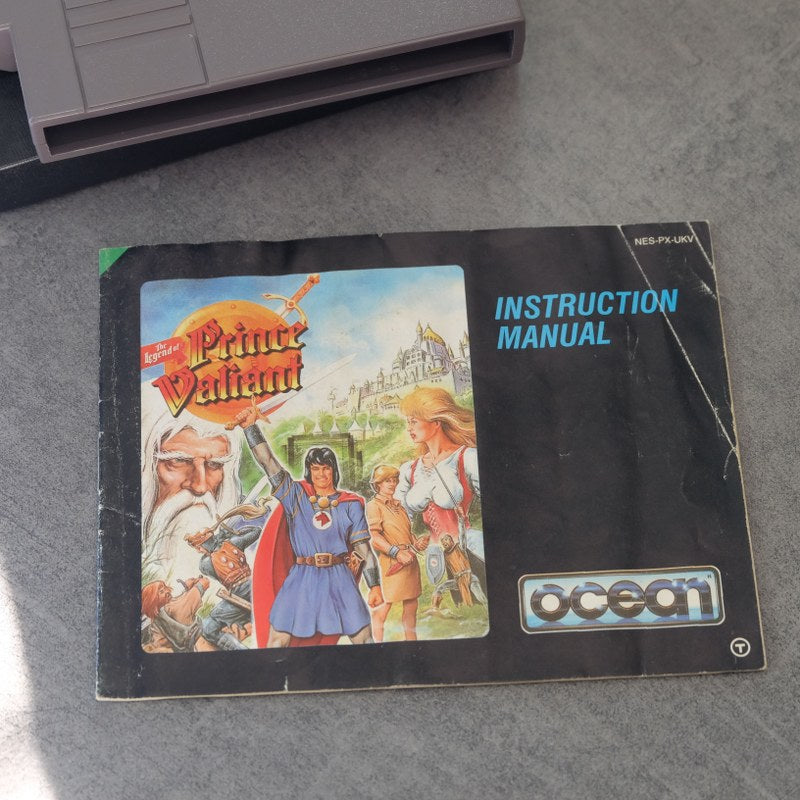 NES-PX-UKV
INSTRUCTION
MANUAL
The
Legend of
Prince
Valiant
ocean
T